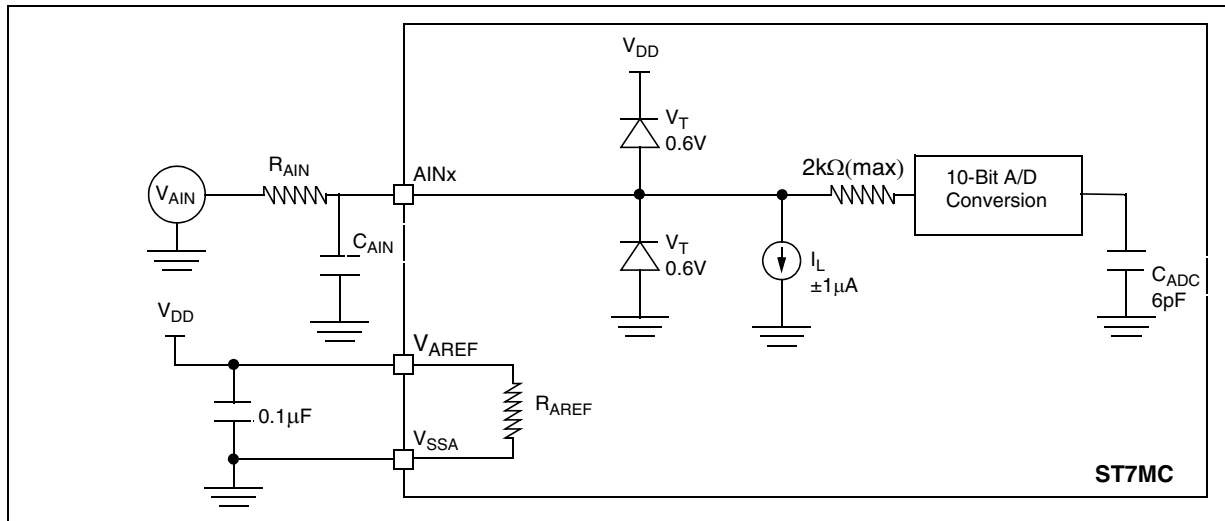 V_DD
V_T
0.6V
R_AIN
AINx
2kΩ(max)
10-Bit A/D
Conversion
V_AIN
C_AIN
V_T
0.6V
I_L
±1μA
C_ADC
6pF
V_DD
V_AREF
0.1μF
R_AREF
V_SSA
ST7MC